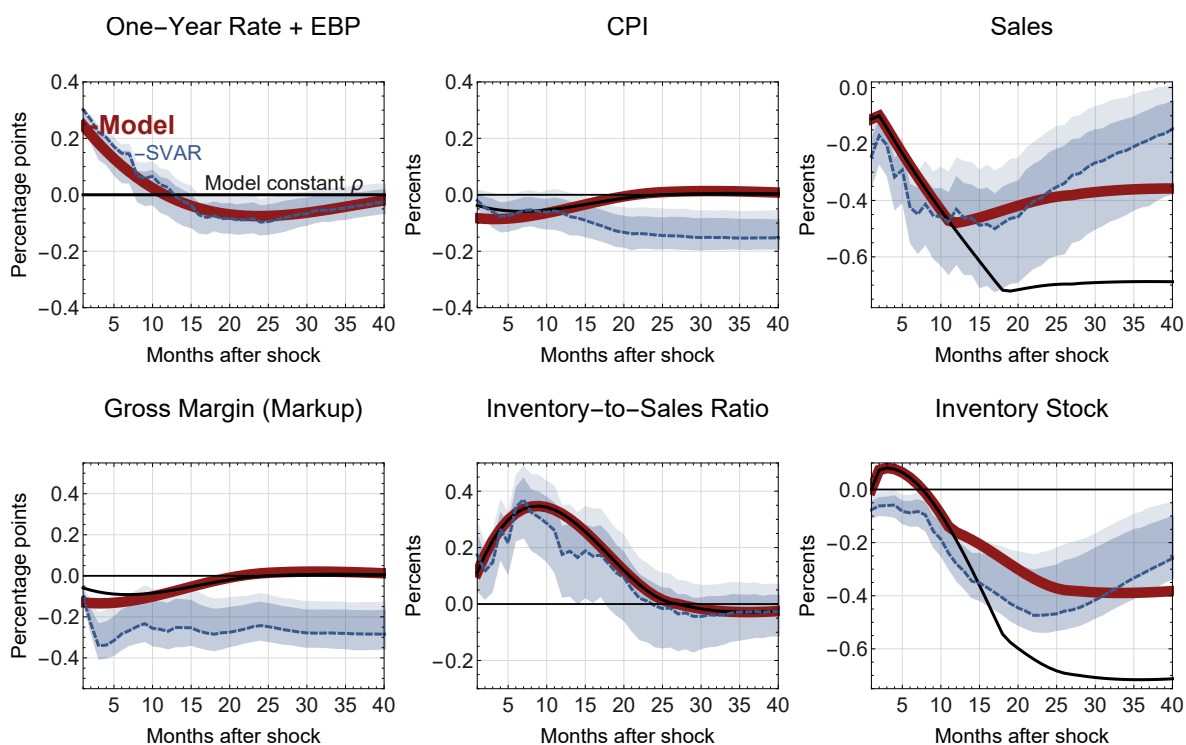 One−Year Rate + EBP
CPI
Sales
Percentage points
0.4
0.2
0.0
−0.2
−0.4
Model
−SVAR
Model constant ρ
5 10 15 20 25 30 35 40
Months after shock
Percents
0.4
0.2
0.0
−0.2
−0.4
5 10 15 20 25 30 35 40
Months after shock
Percents
0.0
−0.2
−0.4
−0.6
5 10 15 20 25 30 35 40
Months after shock
Gross Margin (Markup)
Inventory−to−Sales Ratio
Inventory Stock
Percentage points
0.4
0.2
0.0
−0.2
−0.4
5 10 15 20 25 30 35 40
Months after shock
Percents
0.4
0.2
0.0
−0.2
5 10 15 20 25 30 35 40
Months after shock
Percents
0.0
−0.2
−0.4
−0.6
5 10 15 20 25 30 35 40
Months after shock